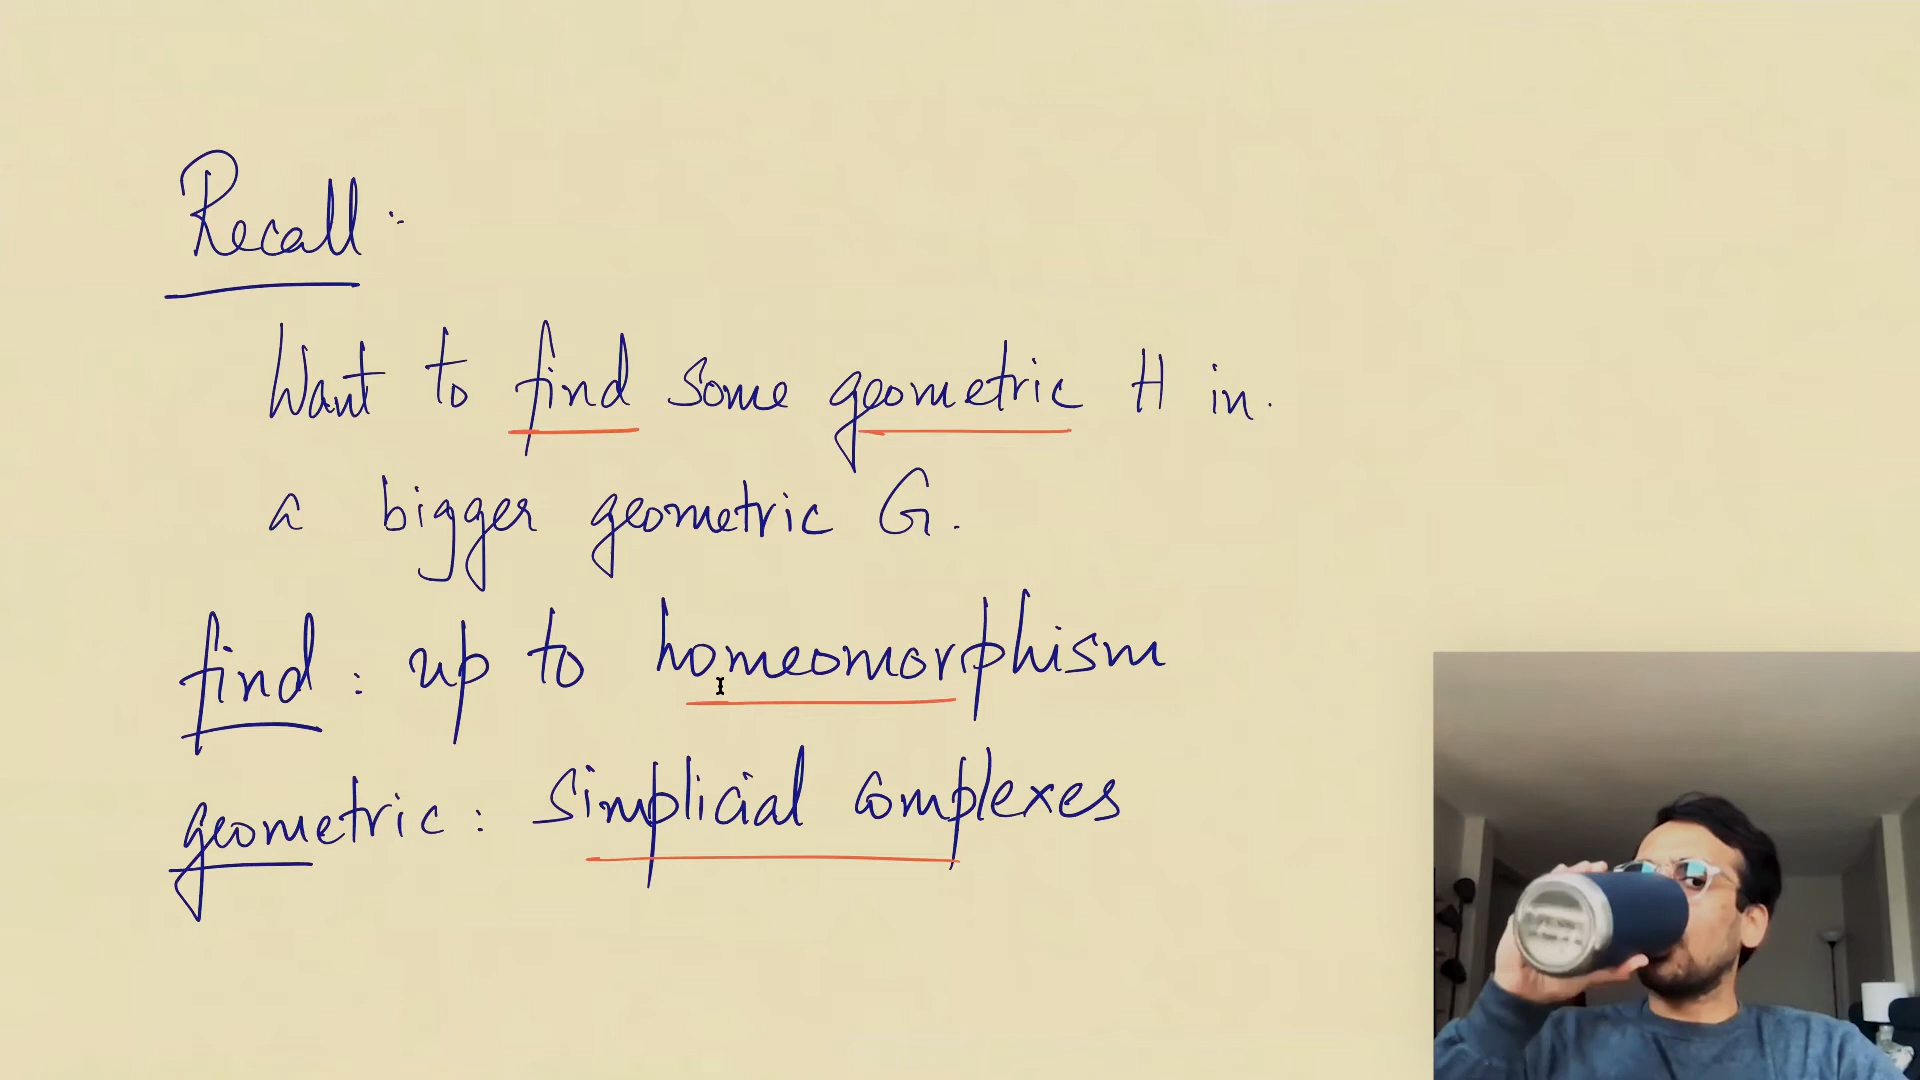 Recall:
Want to find some geometric H in.
a bigger geometric G.
find: up to homeomorphism
geometric: simplicial complexes